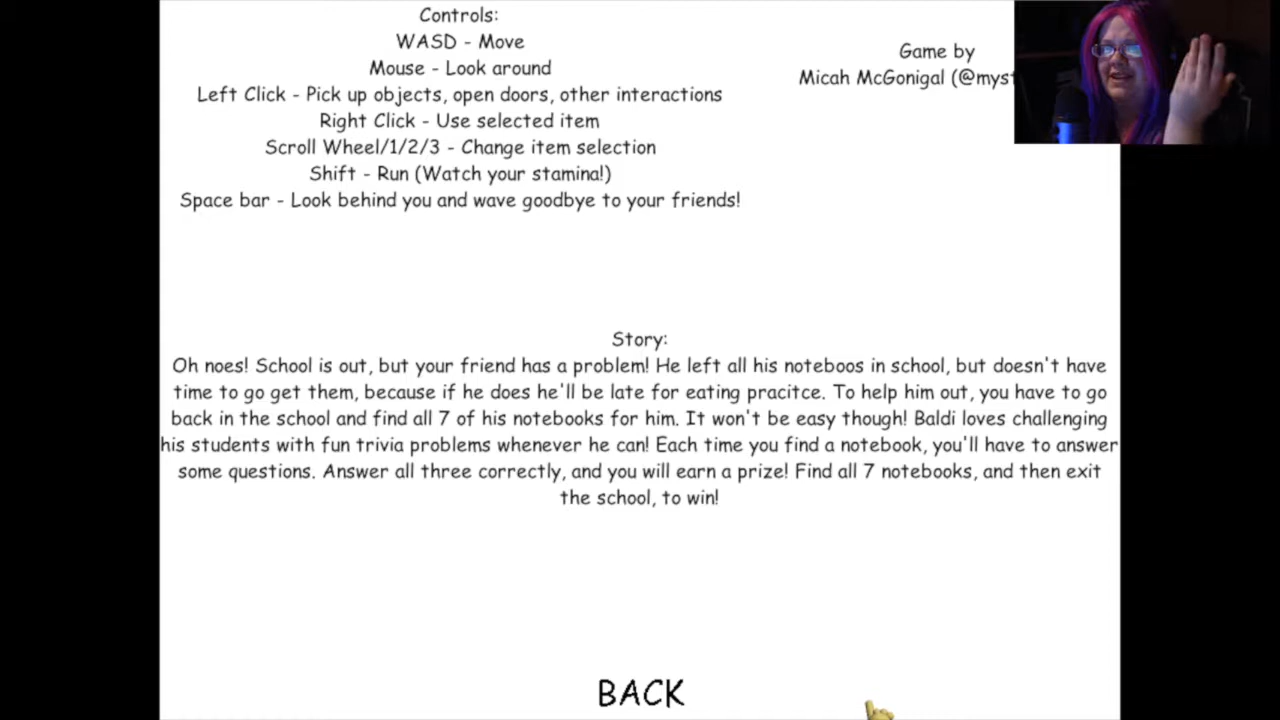 Controls:
WASD - Move
Mouse - Look around
Left Click - Pick up objects, open doors, other interactions
Right Click - Use selected item
Scroll Wheel/1/2/3 - Change item selection
Shift - Run (Watch your stamina!)
Space bar - Look behind you and wave goodbye to your friends!
Game by
Micah McGonigal (@myst
Story:
Oh noes! School is out, but your friend has a problem! He left all his noteboos in school, but doesn't have
time to go get them, because if he does he'll be late for eating pracitce. To help him out, you have to go
back in the school and find all 7 of his notebooks for him. It won't be easy though! Baldi loves challenging
his students with fun trivia problems whenever he can! Each time you find a notebook, you'll have to answer
some questions. Answer all three correctly, and you will earn a prize! Find all 7 notebooks, and then exit
the school, to win!
BACK